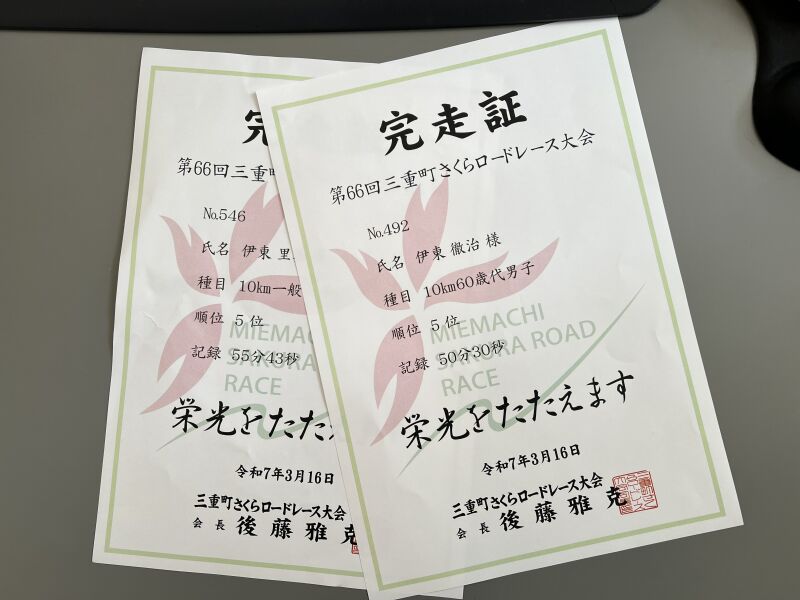 完
第66回三重町
№546
氏名 伊東 里
種目 10km一般
順位 5位
記録 55分43秒
MIEMACHI
SAKURA
RACE
栄光をたた
令和7年3月16日
三重町さくらロードレース大会
会長 後藤雅克
完走証
第66回三重町さくらロードレース大会
№492
氏名 伊東 徹治 様
種目 10km60歳代男子
順位 5位
記録 50分30秒
MIEMACHI
SAKURA ROAD
RACE
栄光をたたえます
令和7年3月16日
三重町さくらロードレース大会
会長 後藤雅克